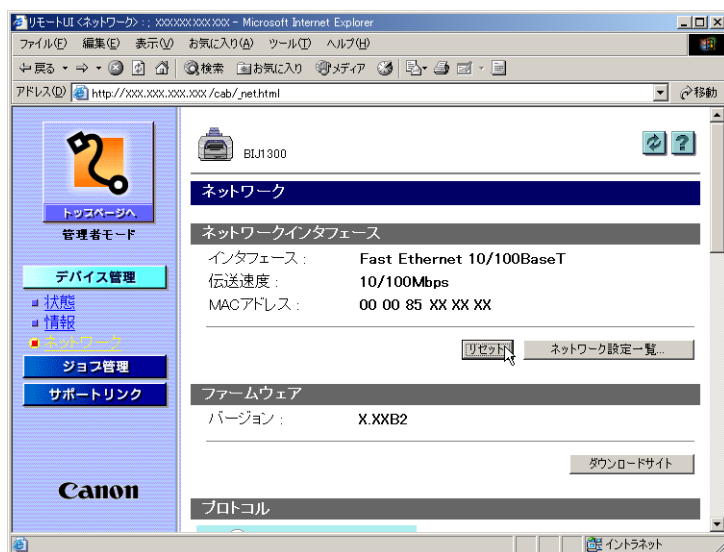 リモートUI <ネットワーク> : ; XXXXXX XXX XXX - Microsoft Internet Explorer
ファイル(F) 編集(E) 表示(V) お気に入り(A) ツール(T) ヘルプ(H)
戻る 検索 お気に入り メディア
アドレス(D) http://XXX.XXX.XXX.XXX /cab/_net.html 移動
トップページへ
管理者モード
デバイス管理
状態
情報
ネットワーク
ジョブ管理
サポートリンク
Canon
BIJ1300
?
ネットワーク
ネットワークインタフェース
インタフェース : Fast Ethernet 10/100BaseT
伝送速度 : 10/100Mbps
MACアドレス : 00 00 85 XX XX XX
リセット ネットワーク設定一覧...
ファームウェア
バージョン : X.XXB2
ダウンロードサイト
プロトコル
イントラネット